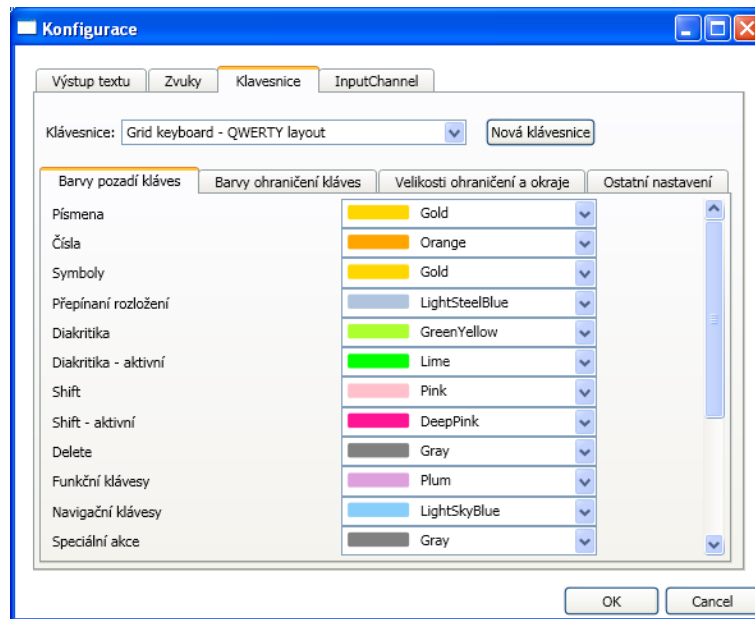 Konfigurace
Výstup textu Zvuky Klavesnice InputChannel
Klávesnice: Grid keyboard - QWERTY layout Nová klávesnice
Barvy pozadí kláves Barvy ohraničení kláves Velikosti ohraničení a okraje Ostatní nastavení
Písmena Gold
Čísla Orange
Symboly Gold
Přepínaní rozložení LightSteelBlue
Diakritika GreenYellow
Diakritika - aktivní Lime
Shift Pink
Shift - aktivní DeepPink
Delete Gray
Funkční klávesy Plum
Navigační klávesy LightSkyBlue
Speciální akce Gray
OK Cancel